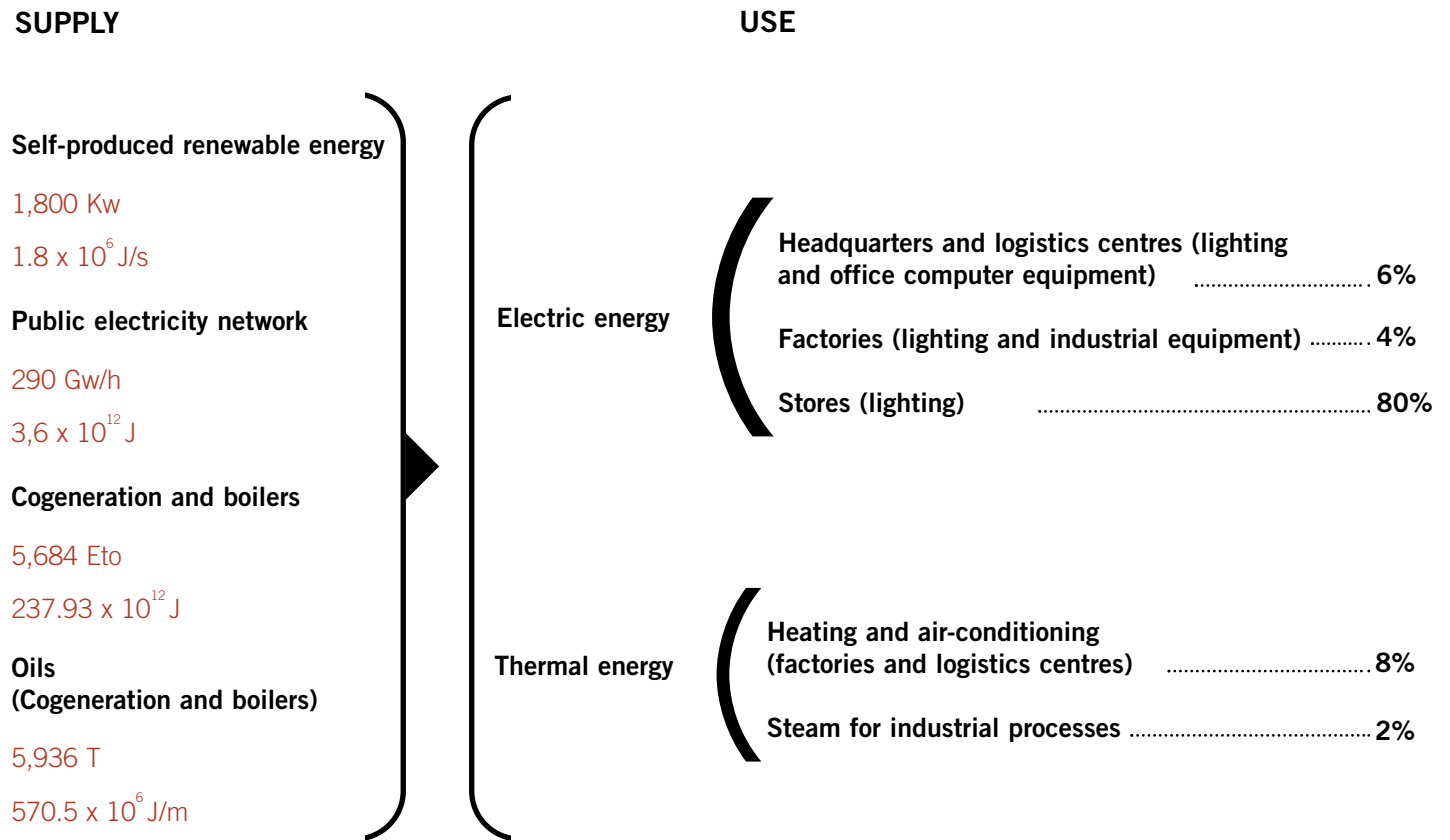 SUPPLY
Self-produced renewable energy
1,800 Kw
1.8 x 10⁶ J/s
Public electricity network
290 Gw/h
3,6 x 10¹² J
Cogeneration and boilers
5,684 Eto
237.93 x 10¹² J
Oils
(Cogeneration and boilers)
5,936 T
570.5 x 10⁶ J/m
USE
Electric energy
Headquarters and logistics centres (lighting
and office computer equipment) 6%
Factories (lighting and industrial equipment) 4%
Stores (lighting) 80%
Thermal energy
Heating and air-conditioning
(factories and logistics centres) 8%
Steam for industrial processes 2%